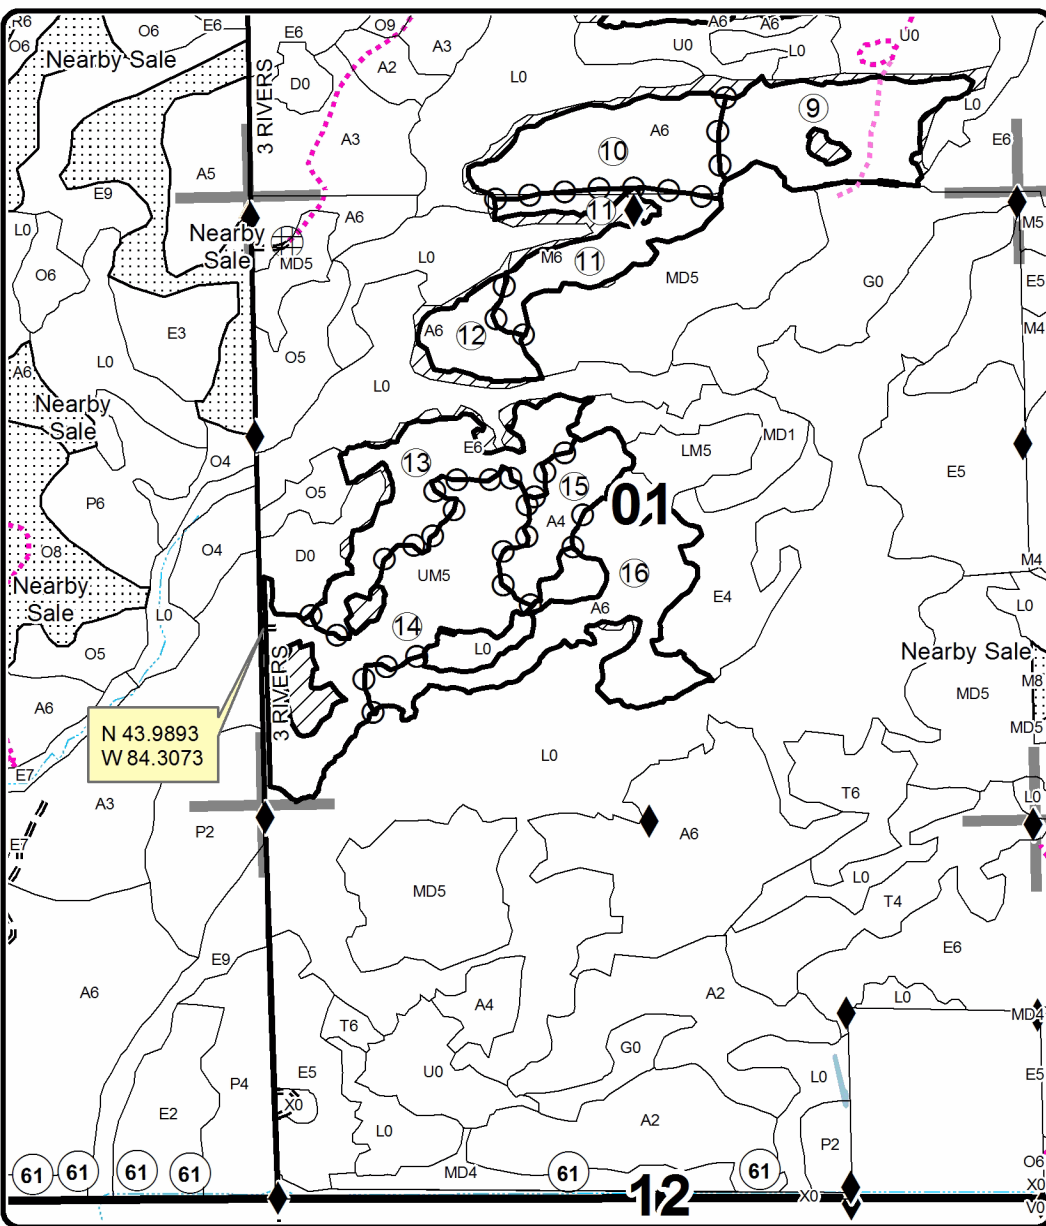 R6
O6
E6
E6
O9
A3
A6
A6
U0
U0
O6
Nearby Sale
A2
L0
L0
D0
3 RIVERS
A3
9
L0
A6
10
E6
A5
E9
A6
11
L0
Nearby
Sale
MD5
L0
M6
11
MD5
G0
M5
O6
E5
E3
A6
12
M4
L0
O5
L0
A6
Nearby
Sale
E6
LM5
MD1
O4
13
E5
P6
O5
15
01
A4
O8
O4
D0
M4
UM5
16
Nearby
Sale
L0
E4
L0
A6
14
O5
L0
Nearby Sale
3 RIVERS
M8
A6
MD5
N 43.9893
W 84.3073
MD5
L0
E7
A3
T6
L0
P2
A6
E7
L0
MD5
T4
E9
E6
A6
A2
L0
A4
MD4
T6
G0
E5
U0
L0
E5
P4
X0
E2
A2
L0
P2
MD4
O6
61
61
61
61
61
61
12
X0
X0
V0